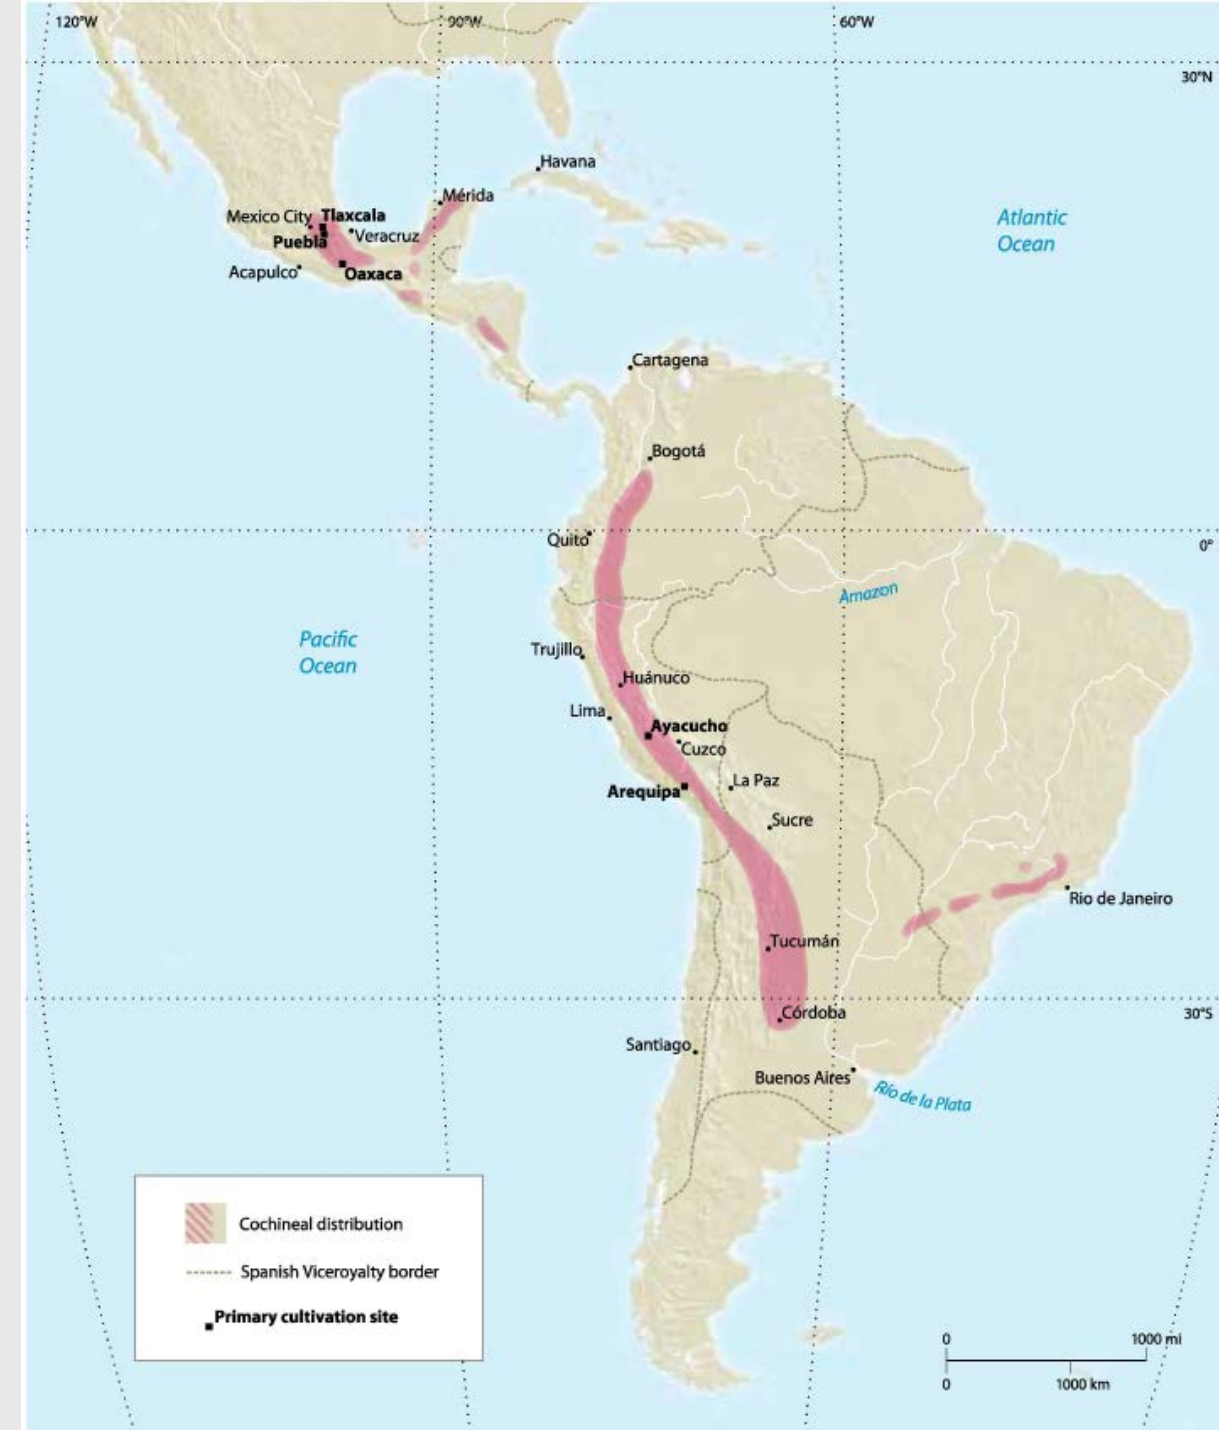 120°W
90°W
60°W
30°N
Havana
Mérida
Mexico City
Tlaxcala
Veracruz
Puebla
Acapulco
Oaxaca
Atlantic
Ocean
Cartagena
Bogotá
Quito
0°
Amazon
Pacific
Ocean
Trujillo
Huánuco
Lima
Ayacucho
Cuzco
La Paz
Arequipa
Sucre
Rio de Janeiro
Tucumán
Córdoba
30°S
Santiago
Buenos Aires
Río de la Plata
Cochineal distribution
Spanish Viceroyalty border
Primary cultivation site
0 1000 mi
0 1000 km